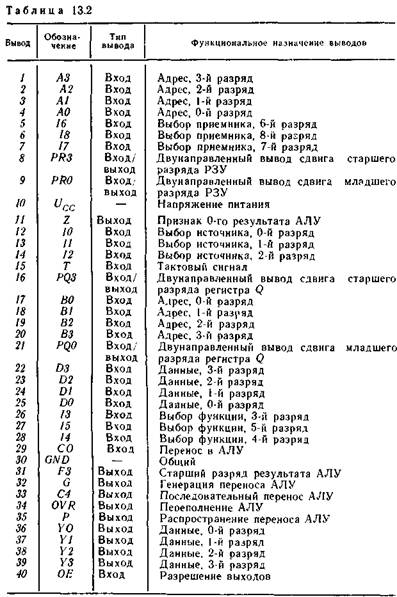 Таблица 13.2
Вывод Обозна-чение Тип вывода Функциональное назначение выводов
1 A3 Вход Адрес, 3-й разряд
2 A2 Вход Адрес, 2-й разряд
3 A1 Вход Адрес, 1-й разряд
4 A0 Вход Адрес, 0-й разряд
5 I6 Вход Выбор приемника, 6-й разряд
6 I8 Вход Выбор приемника, 8-й разряд
7 I7 Вход Выбор приемника, 7-й разряд
8 PR3 Вход/ Двунаправленный вывод сдвига старшего
выход разряда РЗУ
9 PR0 Вход/ Двунаправленный вывод сдвига младшего
выход разряда РЗУ
10 UCC — Напряжение питания
11 Z Выход Признак 0-го результата АЛУ
12 I0 Вход Выбор источника, 0-й разряд
13 I1 Вход Выбор источника, 1-й разряд
14 I2 Вход Выбор источника, 2-й разряд
15 T Вход Тактовый сигнал
16 PQ3 Вход/ Двунаправленный вывод сдвига старшего
выход разряда регистра Q
17 B0 Вход Адрес, 0-й разряд
18 B1 Вход Адрес, 1-й разряд
19 B2 Вход Адрес, 2-й разряд
20 B3 Вход Адрес, 3-й разряд
21 PQ0 Вход/ Двунаправленный вывод сдвига младшего
выход разряда регистра Q
22 D3 Вход Данные, 3-й разряд
23 D2 Вход Данные, 2-й разряд
24 D1 Вход Данные, 1-й разряд
25 D0 Вход Данные, 0-й разряд
26 I3 Вход Выбор функции, 3-й разряд
27 I5 Вход Выбор функции, 5-й разряд
28 I4 Вход Выбор функции, 4-й разряд
29 C0 Вход Перенос в АЛУ
30 GND — Общий
31 F3 Выход Старший разряд результата АЛУ
32 G Выход Генерация переноса АЛУ
33 C4 Выход Последовательный перенос АЛУ
34 OVR Выход Переполнение АЛУ
35 P Выход Распространение переноса АЛУ
36 Y0 Выход Данные, 0-й разряд
37 Y1 Выход Данные, 1-й разряд
38 Y2 Выход Данные, 2-й разряд
39 Y3 Выход Данные, 3-й разряд
40 OE Вход Разрешение выходов